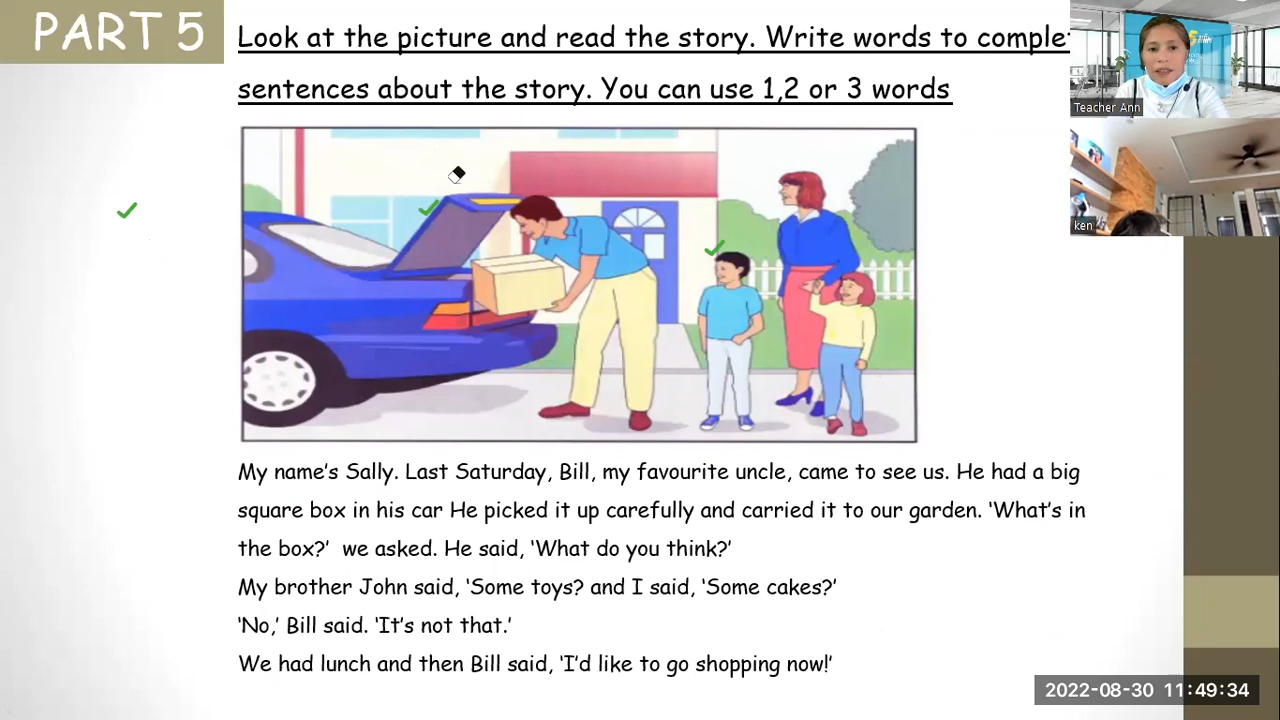 PART 5
Look at the picture and read the story. Write words to complet
sentences about the story. You can use 1,2 or 3 words
Teacher Ann
ken
My name's Sally. Last Saturday, Bill, my favourite uncle, came to see us. He had a big
square box in his car He picked it up carefully and carried it to our garden. ‘What's in
the box?’ we asked. He said, ‘What do you think?’
My brother John said, ‘Some toys? and I said, ‘Some cakes?’
‘No,’ Bill said. ‘It's not that.’
We had lunch and then Bill said, ‘I'd like to go shopping now!’
2022-08-30 11:49:34